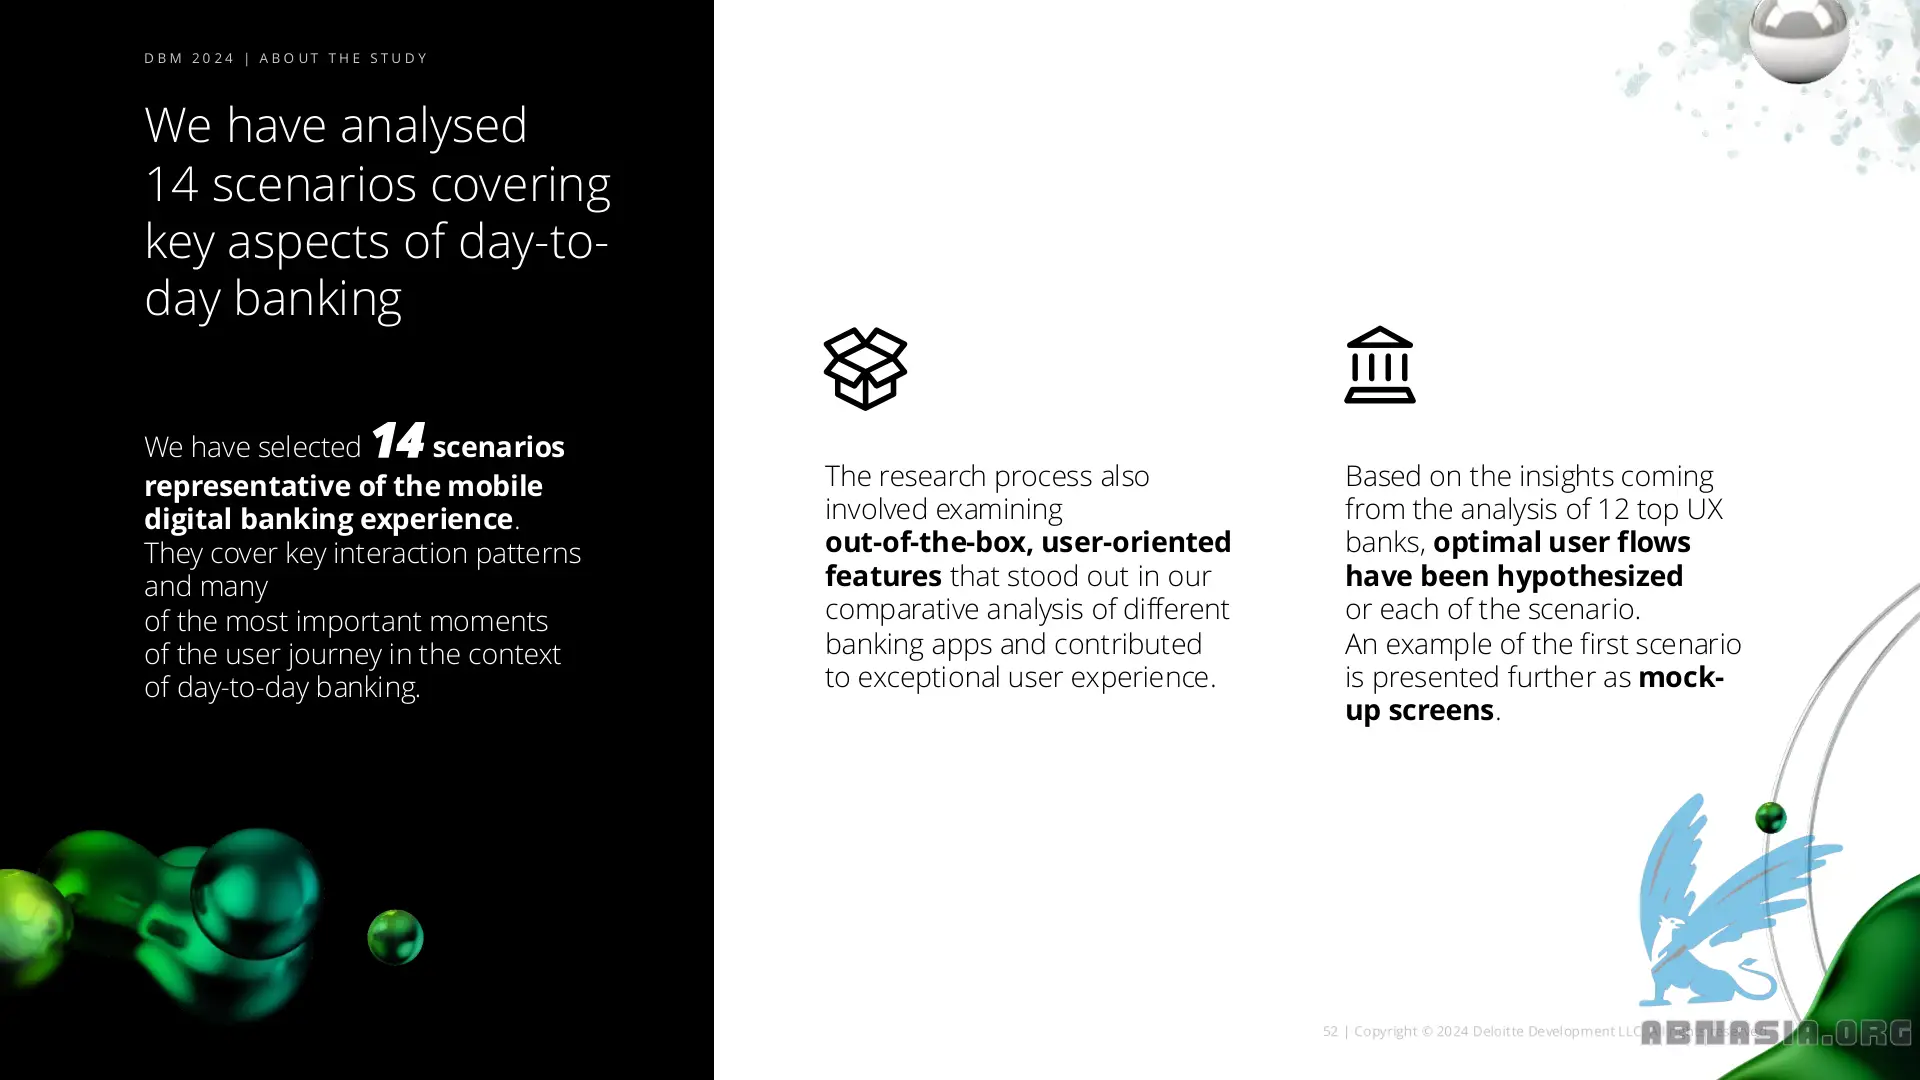 DBM 2024 | ABOUT THE STUDY
We have analysed
14 scenarios covering
key aspects of day-to-
day banking
We have selected 14 scenarios
representative of the mobile
digital banking experience.
They cover key interaction patterns
and many
of the most important moments
of the user journey in the context
of day-to-day banking.
The research process also
involved examining
out-of-the-box, user-oriented
features that stood out in our
comparative analysis of different
banking apps and contributed
to exceptional user experience.
Based on the insights coming
from the analysis of 12 top UX
banks, optimal user flows
have been hypothesized
or each of the scenario.
An example of the first scenario
is presented further as mock-
up screens.
52 | Copyright © 2024 Deloitte Development LLC. All rights reserved.
ABNASIA.ORG